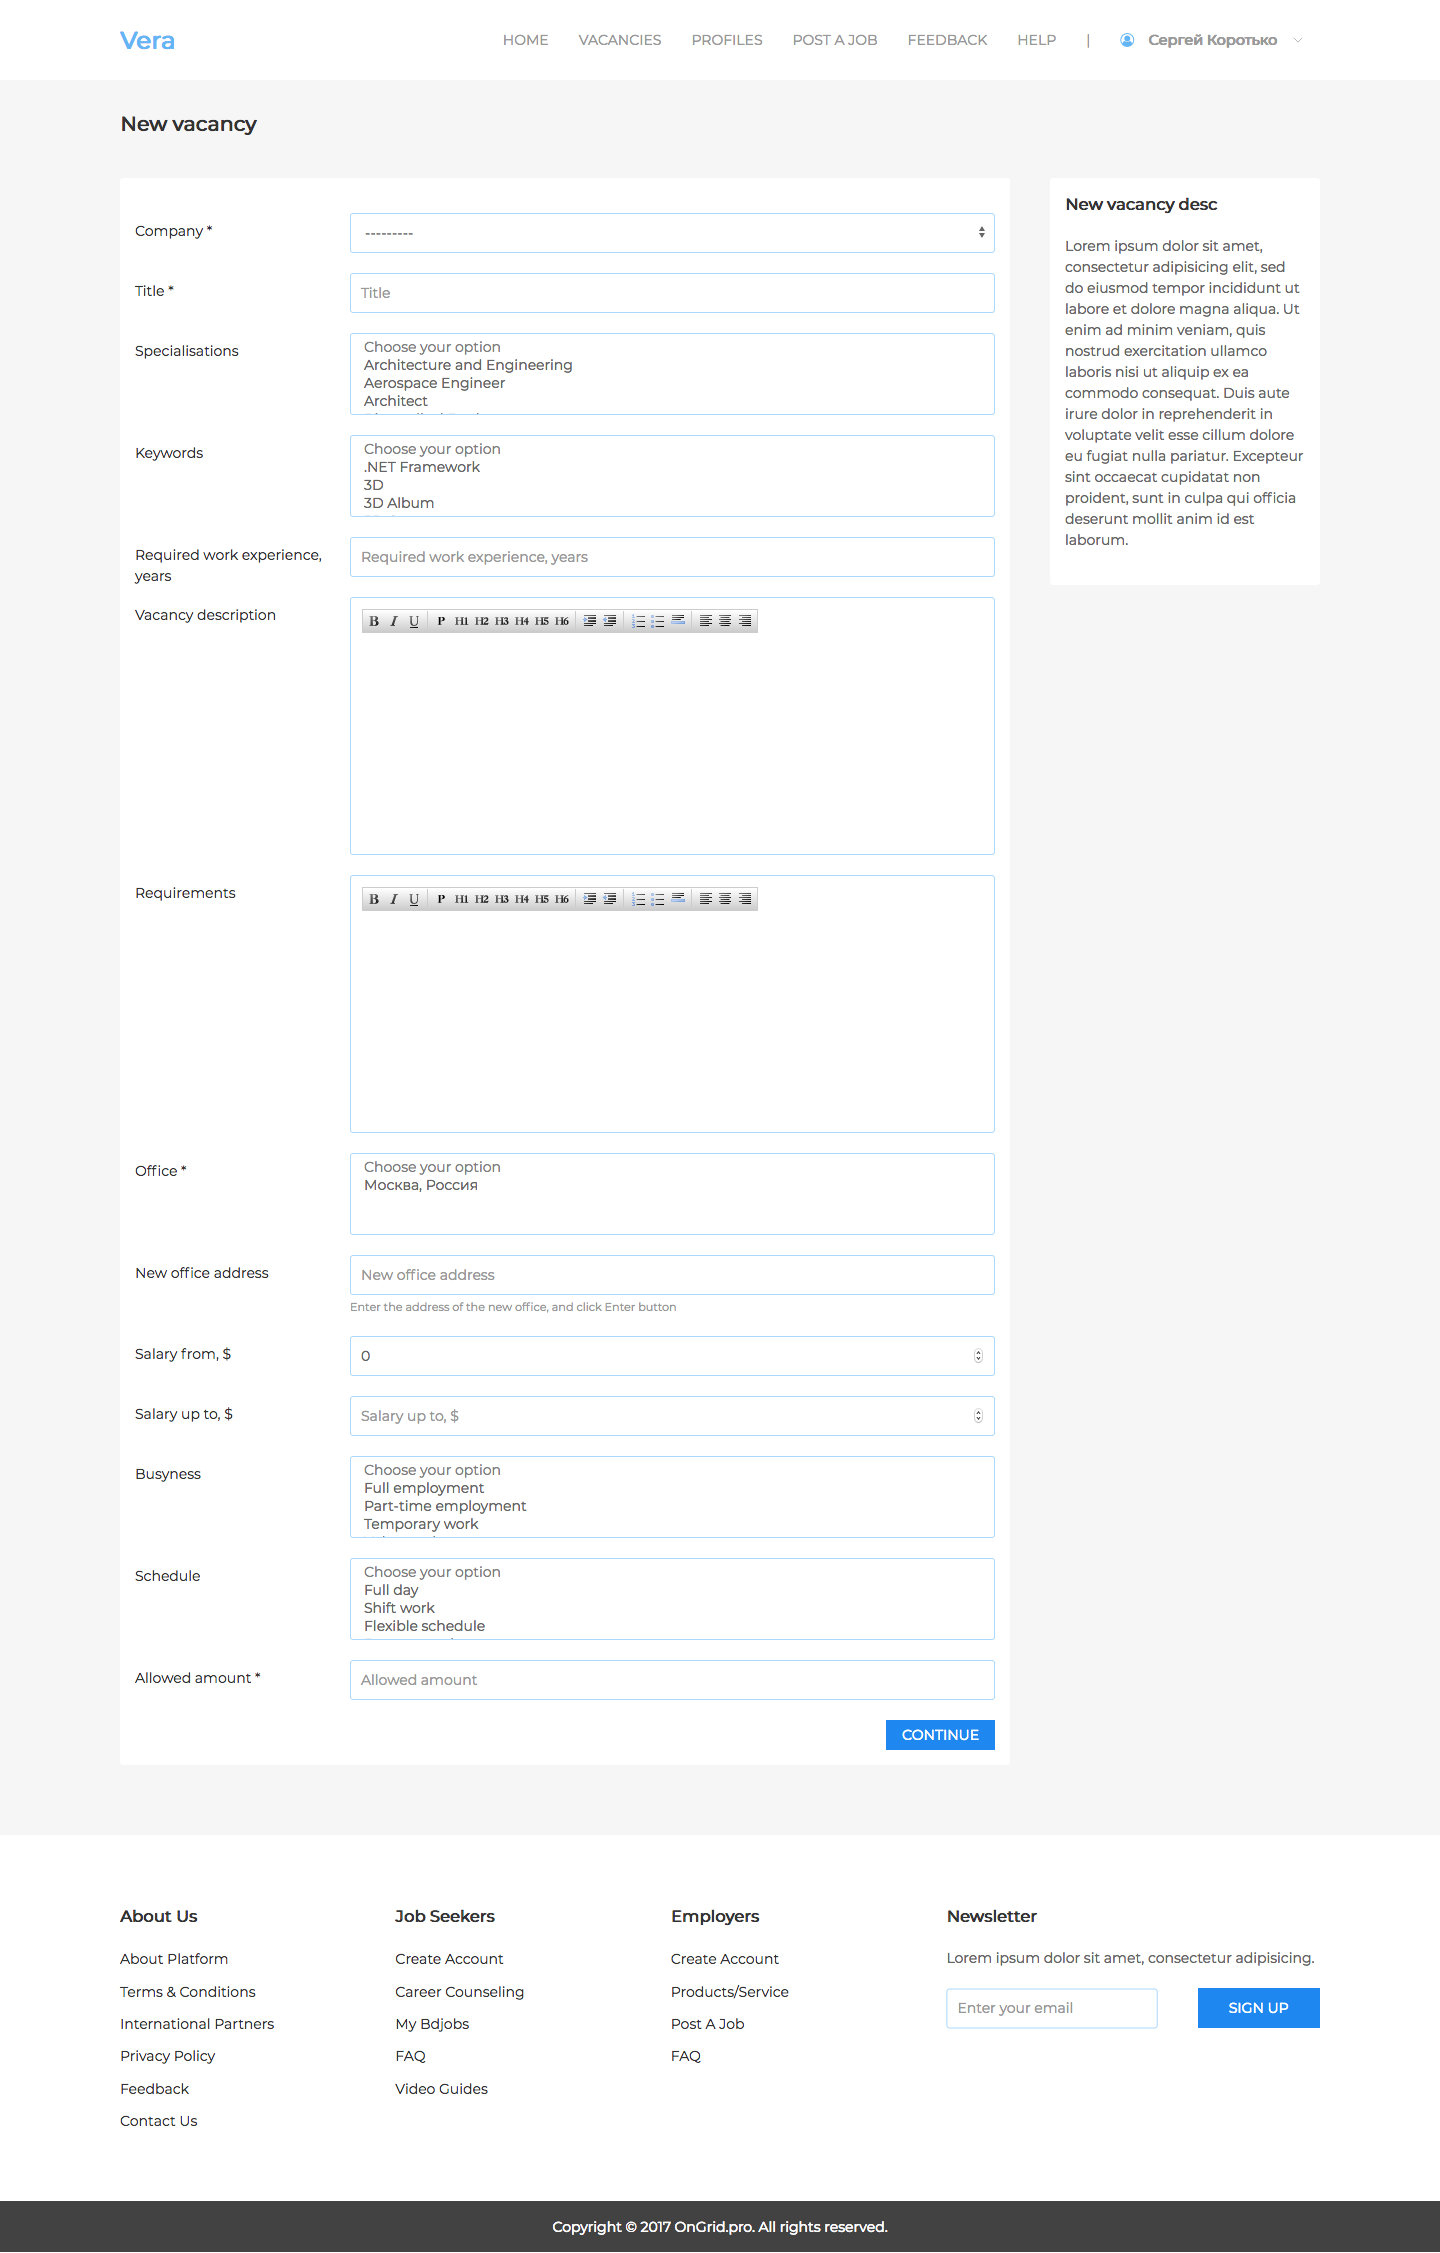 Vera
HOME VACANCIES PROFILES POST A JOB FEEDBACK HELP | Сергей Коротько
New vacancy
Company *
---------
Title *
Title
Specialisations
Choose your option
Architecture and Engineering
Aerospace Engineer
Architect
Keywords
Choose your option
.NET Framework
3D
3D Album
Required work experience,
years
Required work experience, years
Vacancy description
B I U P H1 H2 H3 H4 H5 H6
Requirements
B I U P H1 H2 H3 H4 H5 H6
Office *
Choose your option
Москва, Россия
New office address
New office address
Enter the address of the new office, and click Enter button
Salary from, $
0
Salary up to, $
Salary up to, $
Busyness
Choose your option
Full employment
Part-time employment
Temporary work
Schedule
Choose your option
Full day
Shift work
Flexible schedule
Allowed amount *
Allowed amount
CONTINUE
New vacancy desc
Lorem ipsum dolor sit amet,
consectetur adipisicing elit, sed
do eiusmod tempor incididunt ut
labore et dolore magna aliqua. Ut
enim ad minim veniam, quis
nostrud exercitation ullamco
laboris nisi ut aliquip ex ea
commodo consequat. Duis aute
irure dolor in reprehenderit in
voluptate velit esse cillum dolore
eu fugiat nulla pariatur. Excepteur
sint occaecat cupidatat non
proident, sunt in culpa qui officia
deserunt mollit anim id est
laborum.
About Us
About Platform
Terms & Conditions
International Partners
Privacy Policy
Feedback
Contact Us
Job Seekers
Create Account
Career Counseling
My Bdjobs
FAQ
Video Guides
Employers
Create Account
Products/Service
Post A Job
FAQ
Newsletter
Lorem ipsum dolor sit amet, consectetur adipisicing.
Enter your email
SIGN UP
Copyright © 2017 OnGrid.pro. All rights reserved.